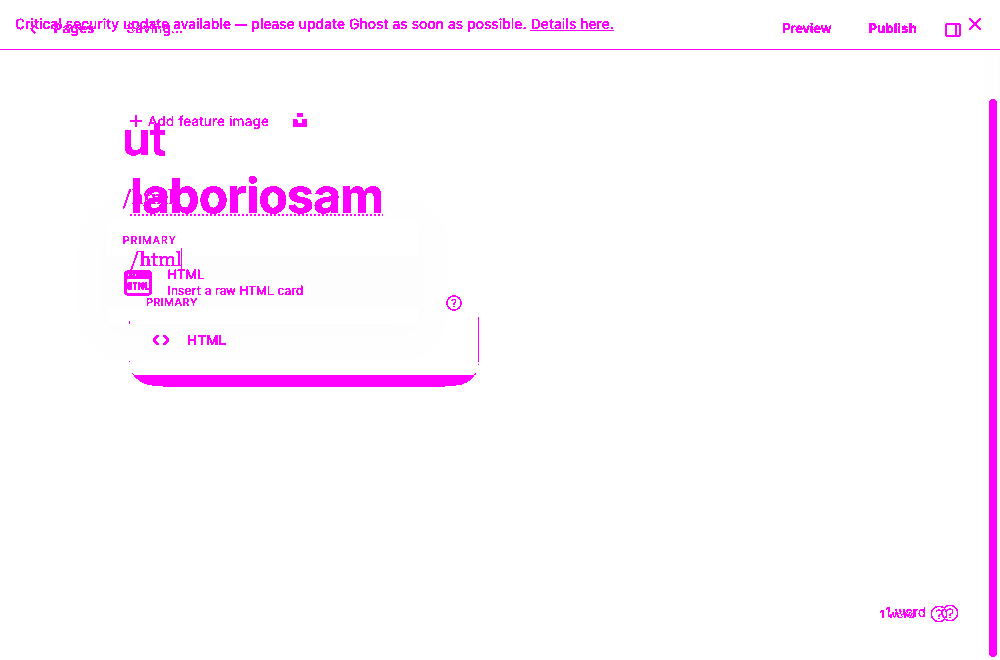 Critical security update available — please update Ghost as soon as possible. Details here.
Pages Saving...
Preview Publish
Add feature image
ut
laboriosam
PRIMARY
/html
HTML
Insert a raw HTML card
PRIMARY
HTML
1 word